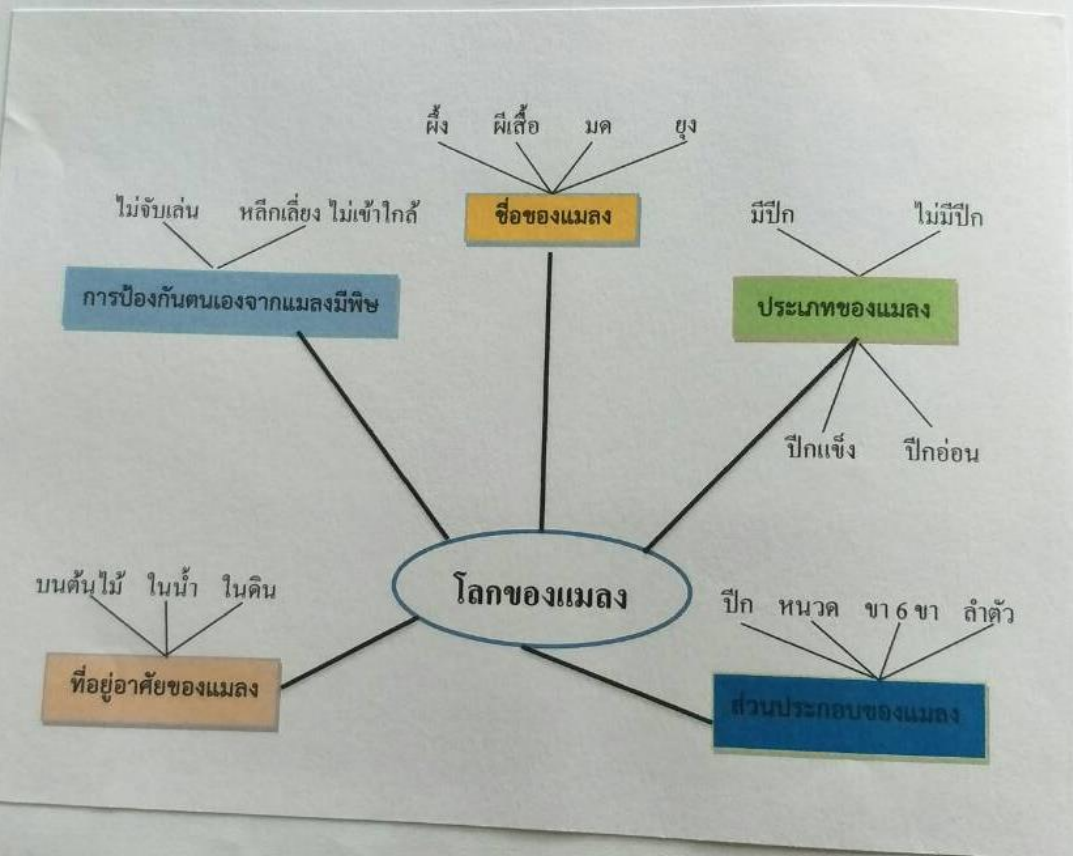 ผึ้ง ผีเสื้อ มด ยุง
ชื่อของแมลง
ไม่จับเล่น หลีกเลี่ยง ไม่เข้าใกล้
การป้องกันตนเองจากแมลงมีพิษ
มีปีก ไม่มีปีก
ประเภทของแมลง
ปีกแข็ง ปีกอ่อน
โลกของแมลง
บนต้นไม้ ในน้ำ ในดิน
ที่อยู่อาศัยของแมลง
ปีก หนวด ขา 6 ขา ลำตัว
ส่วนประกอบของแมลง